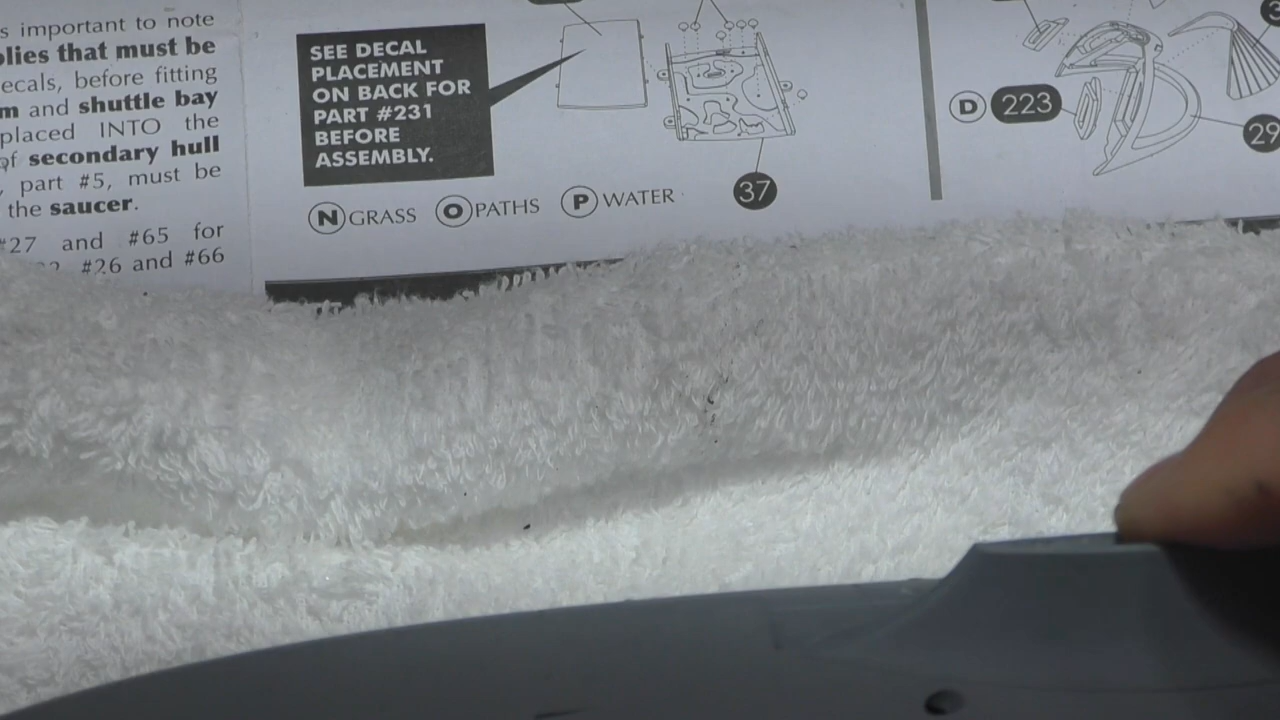 s important to note
plies that must be
ecals, before fitting
m and shuttle bay
placed INTO the
of secondary hull
, part #5, must be
the saucer.
#27 and #65 for
#26 and #66
SEE DECAL
PLACEMENT
ON BACK FOR
PART #231
BEFORE
ASSEMBLY.
N GRASS O PATHS P WATER
37
D 223
29